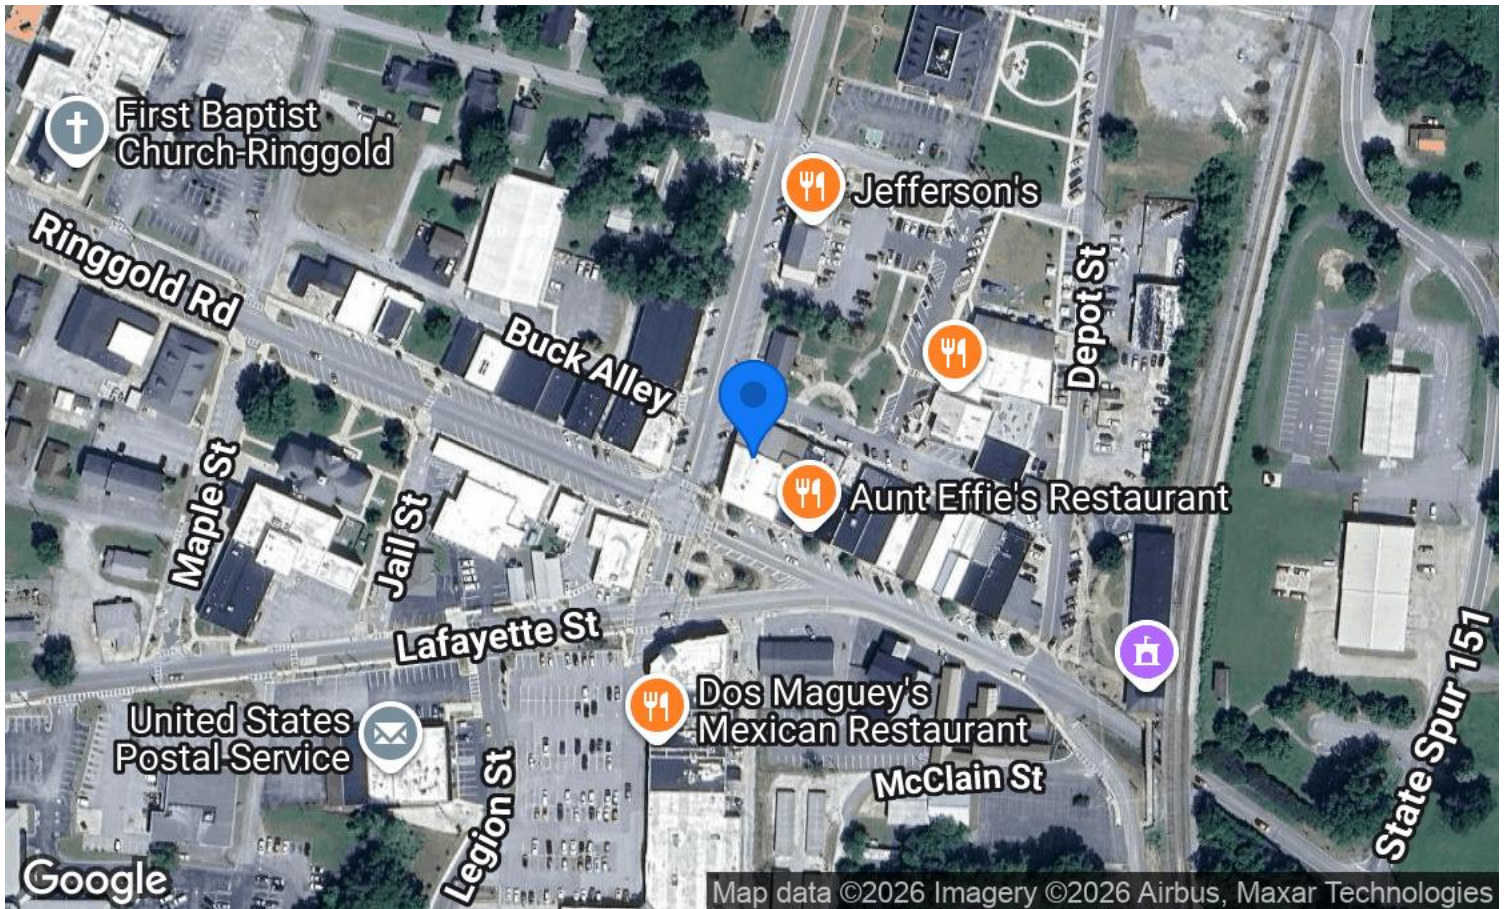 First Baptist
Church-Ringgold
Jefferson's
Ringgold Rd
Depot St
Buck Alley
Aunt Effie's Restaurant
Maple St
Jail St
Lafayette St
United States
Postal Service
Dos Maguey's
Mexican Restaurant
McClain St
Legion St
State Spur 151
Google
Map data ©2026 Imagery ©2026 Airbus, Maxar Technologies